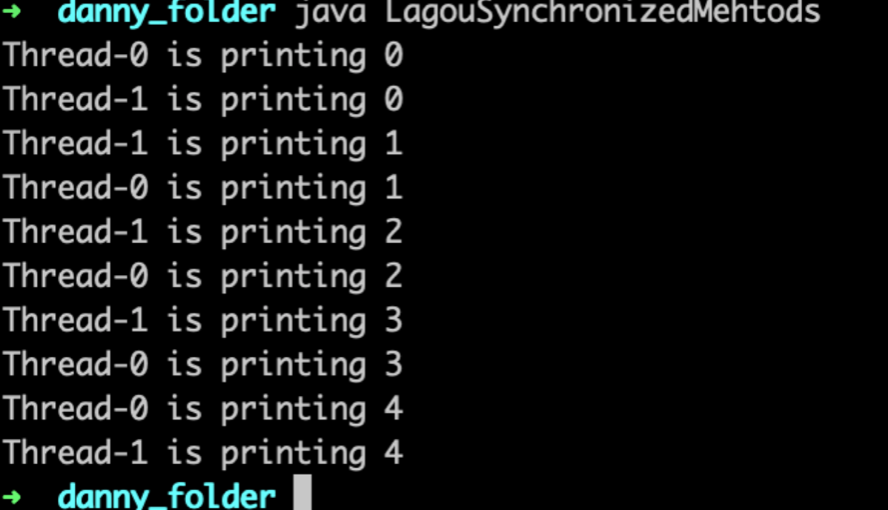 → danny_folder java LagouSynchronizedMehtods
Thread-0 is printing 0
Thread-1 is printing 0
Thread-1 is printing 1
Thread-0 is printing 1
Thread-1 is printing 2
Thread-0 is printing 2
Thread-1 is printing 3
Thread-0 is printing 3
Thread-0 is printing 4
Thread-1 is printing 4
→ danny_folder